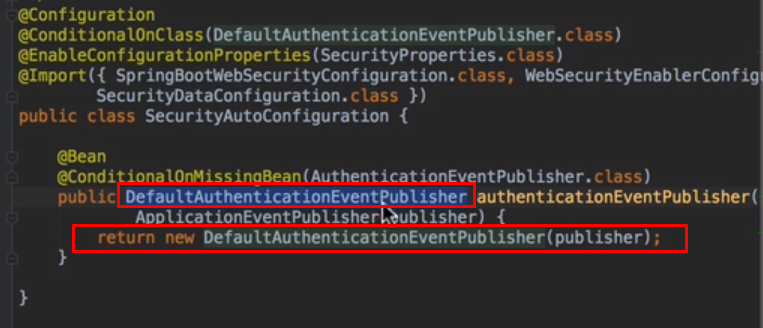 @Configuration
@ConditionalOnClass(DefaultAuthenticationEventPublisher.class)
@EnableConfigurationProperties(SecurityProperties.class)
@Import({ SpringBootWebSecurityConfiguration.class, WebSecurityEnablerConfigu
SecurityDataConfiguration.class })
public class SecurityAutoConfiguration {
@Bean
@ConditionalOnMissingBean(AuthenticationEventPublisher.class)
public DefaultAuthenticationEventPublisher authenticationEventPublisher(
ApplicationEventPublisher publisher) {
return new DefaultAuthenticationEventPublisher(publisher);
}
}